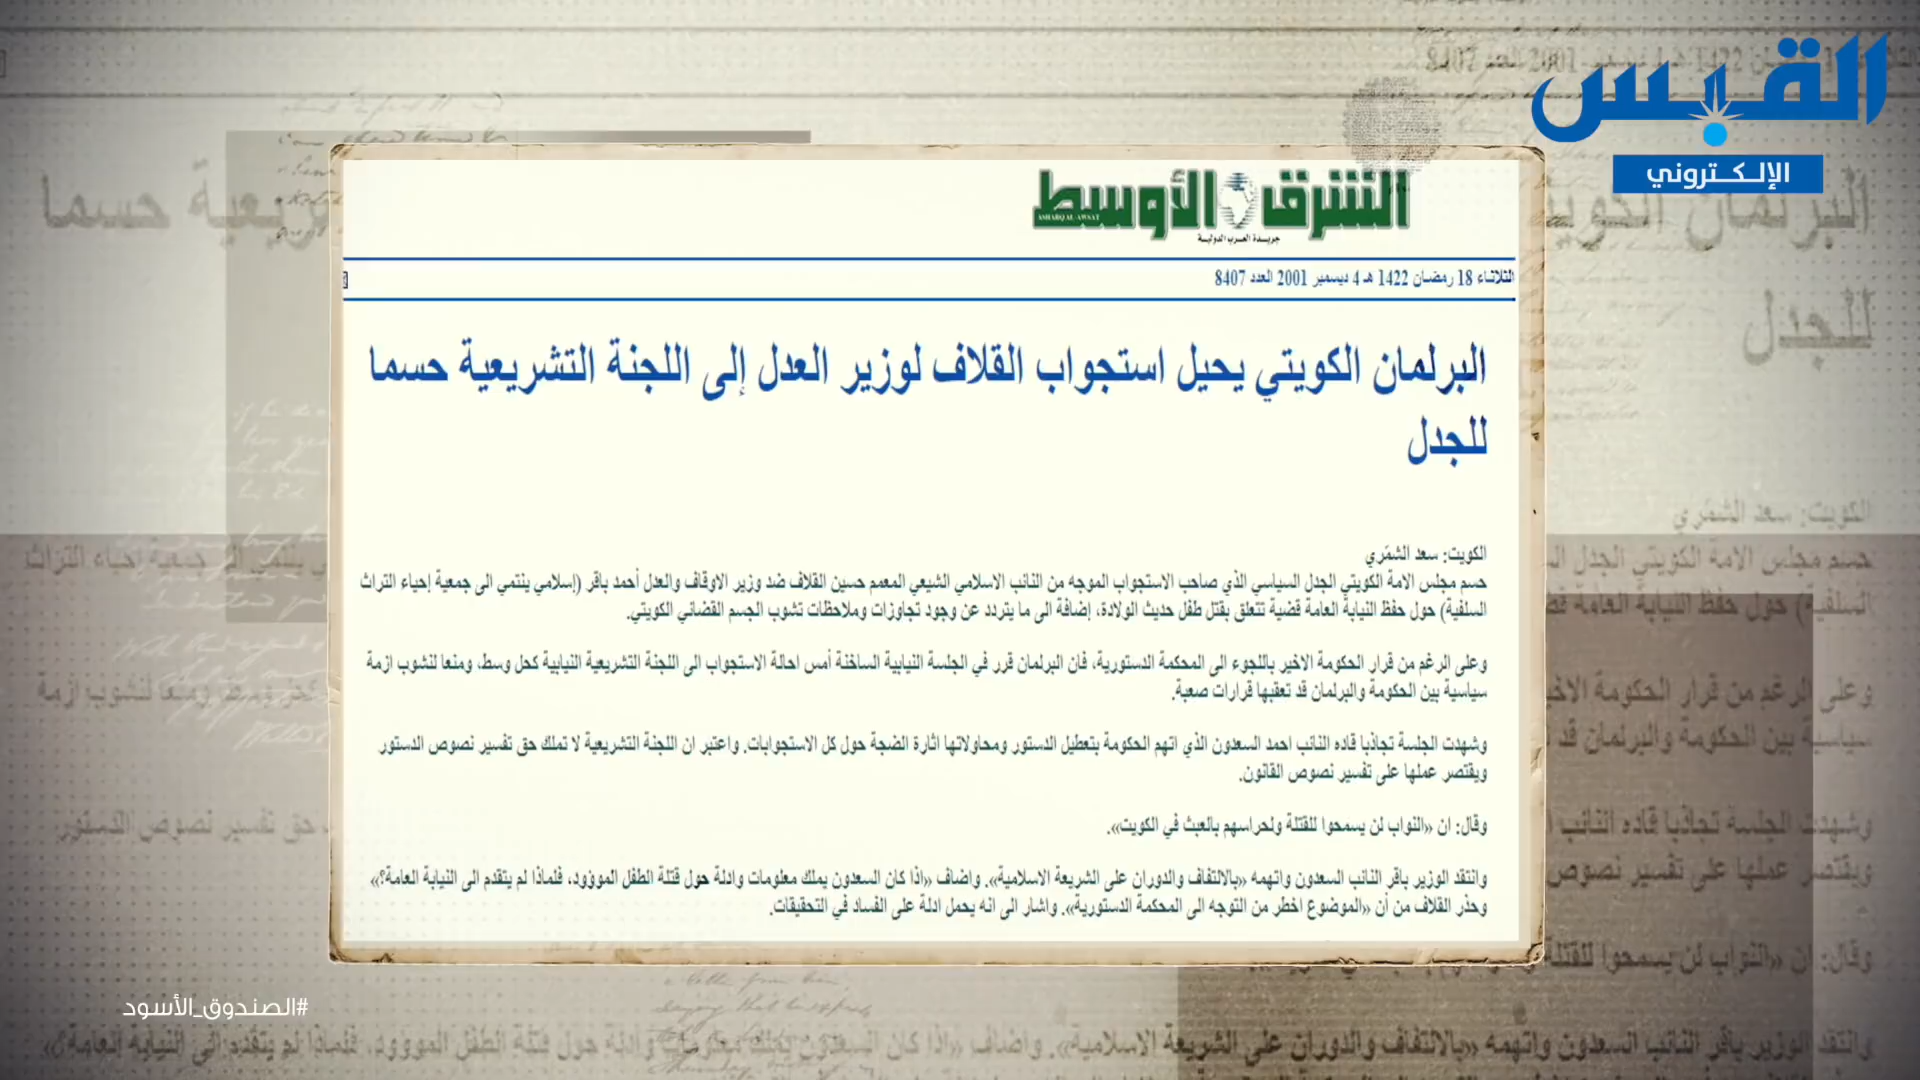 القبس
الإلكتروني
الشرق الأوسط
ASHARQ AL-AWSAT
جريدة العرب الدولية
الثلاثاء 18 رمضان 1422 هـ 4 ديسمبر 2001 العدد 8407
البرلمان الكويتي يحيل استجواب القلاف لوزير العدل إلى اللجنة التشريعية حسما
للجدل
الكويت: سعد الشمّري
حسم مجلس الامة الكويتي الجدل السياسي الذي صاحب الاستجواب الموجه من النائب الاسلامي الشيعي المعمم حسين القلاف ضد وزير الاوقاف والعدل أحمد باقر (إسلامي ينتمي الى جمعية إحياء التراث
السلفية) حول حفظ النيابة العامة قضية تتعلق بقتل طفل حديث الولادة، إضافة الى ما يتردد عن وجود تجاوزات وملاحظات تشوب الجسم القضائي الكويتي.
وعلى الرغم من قرار الحكومة الاخير باللجوء الى المحكمة الدستورية، فان البرلمان قرر في الجلسة النيابية الساخنة أمس احالة الاستجواب الى اللجنة التشريعية النيابية كحل وسط، ومنعا لنشوب ازمة
سياسية بين الحكومة والبرلمان قد تعقبها قرارات صعبة.
وشهدت الجلسة تجاذبا قاده النائب احمد السعدون الذي اتهم الحكومة بتعطيل الدستور ومحاولاتها اثارة الضجة حول كل الاستجوابات. واعتبر ان اللجنة التشريعية لا تملك حق تفسير نصوص الدستور
ويقتصر عملها على تفسير نصوص القانون.
وقال: ان «النواب لن يسمحوا للقتلة ولحراسهم بالعبث في الكويت».
وانتقد الوزير باقر النائب السعدون واتهمه «بالالتفاف والدوران على الشريعة الاسلامية». واضاف «اذا كان السعدون يملك معلومات وادلة حول قتلة الطفل الموؤود، فلماذا لم يتقدم الى النيابة العامة؟»
وحذر القلاف من أن «الموضوع اخطر من التوجه الى المحكمة الدستورية». واشار الى انه يحمل ادلة على الفساد في التحقيقات.
#الصندوق_الأسود